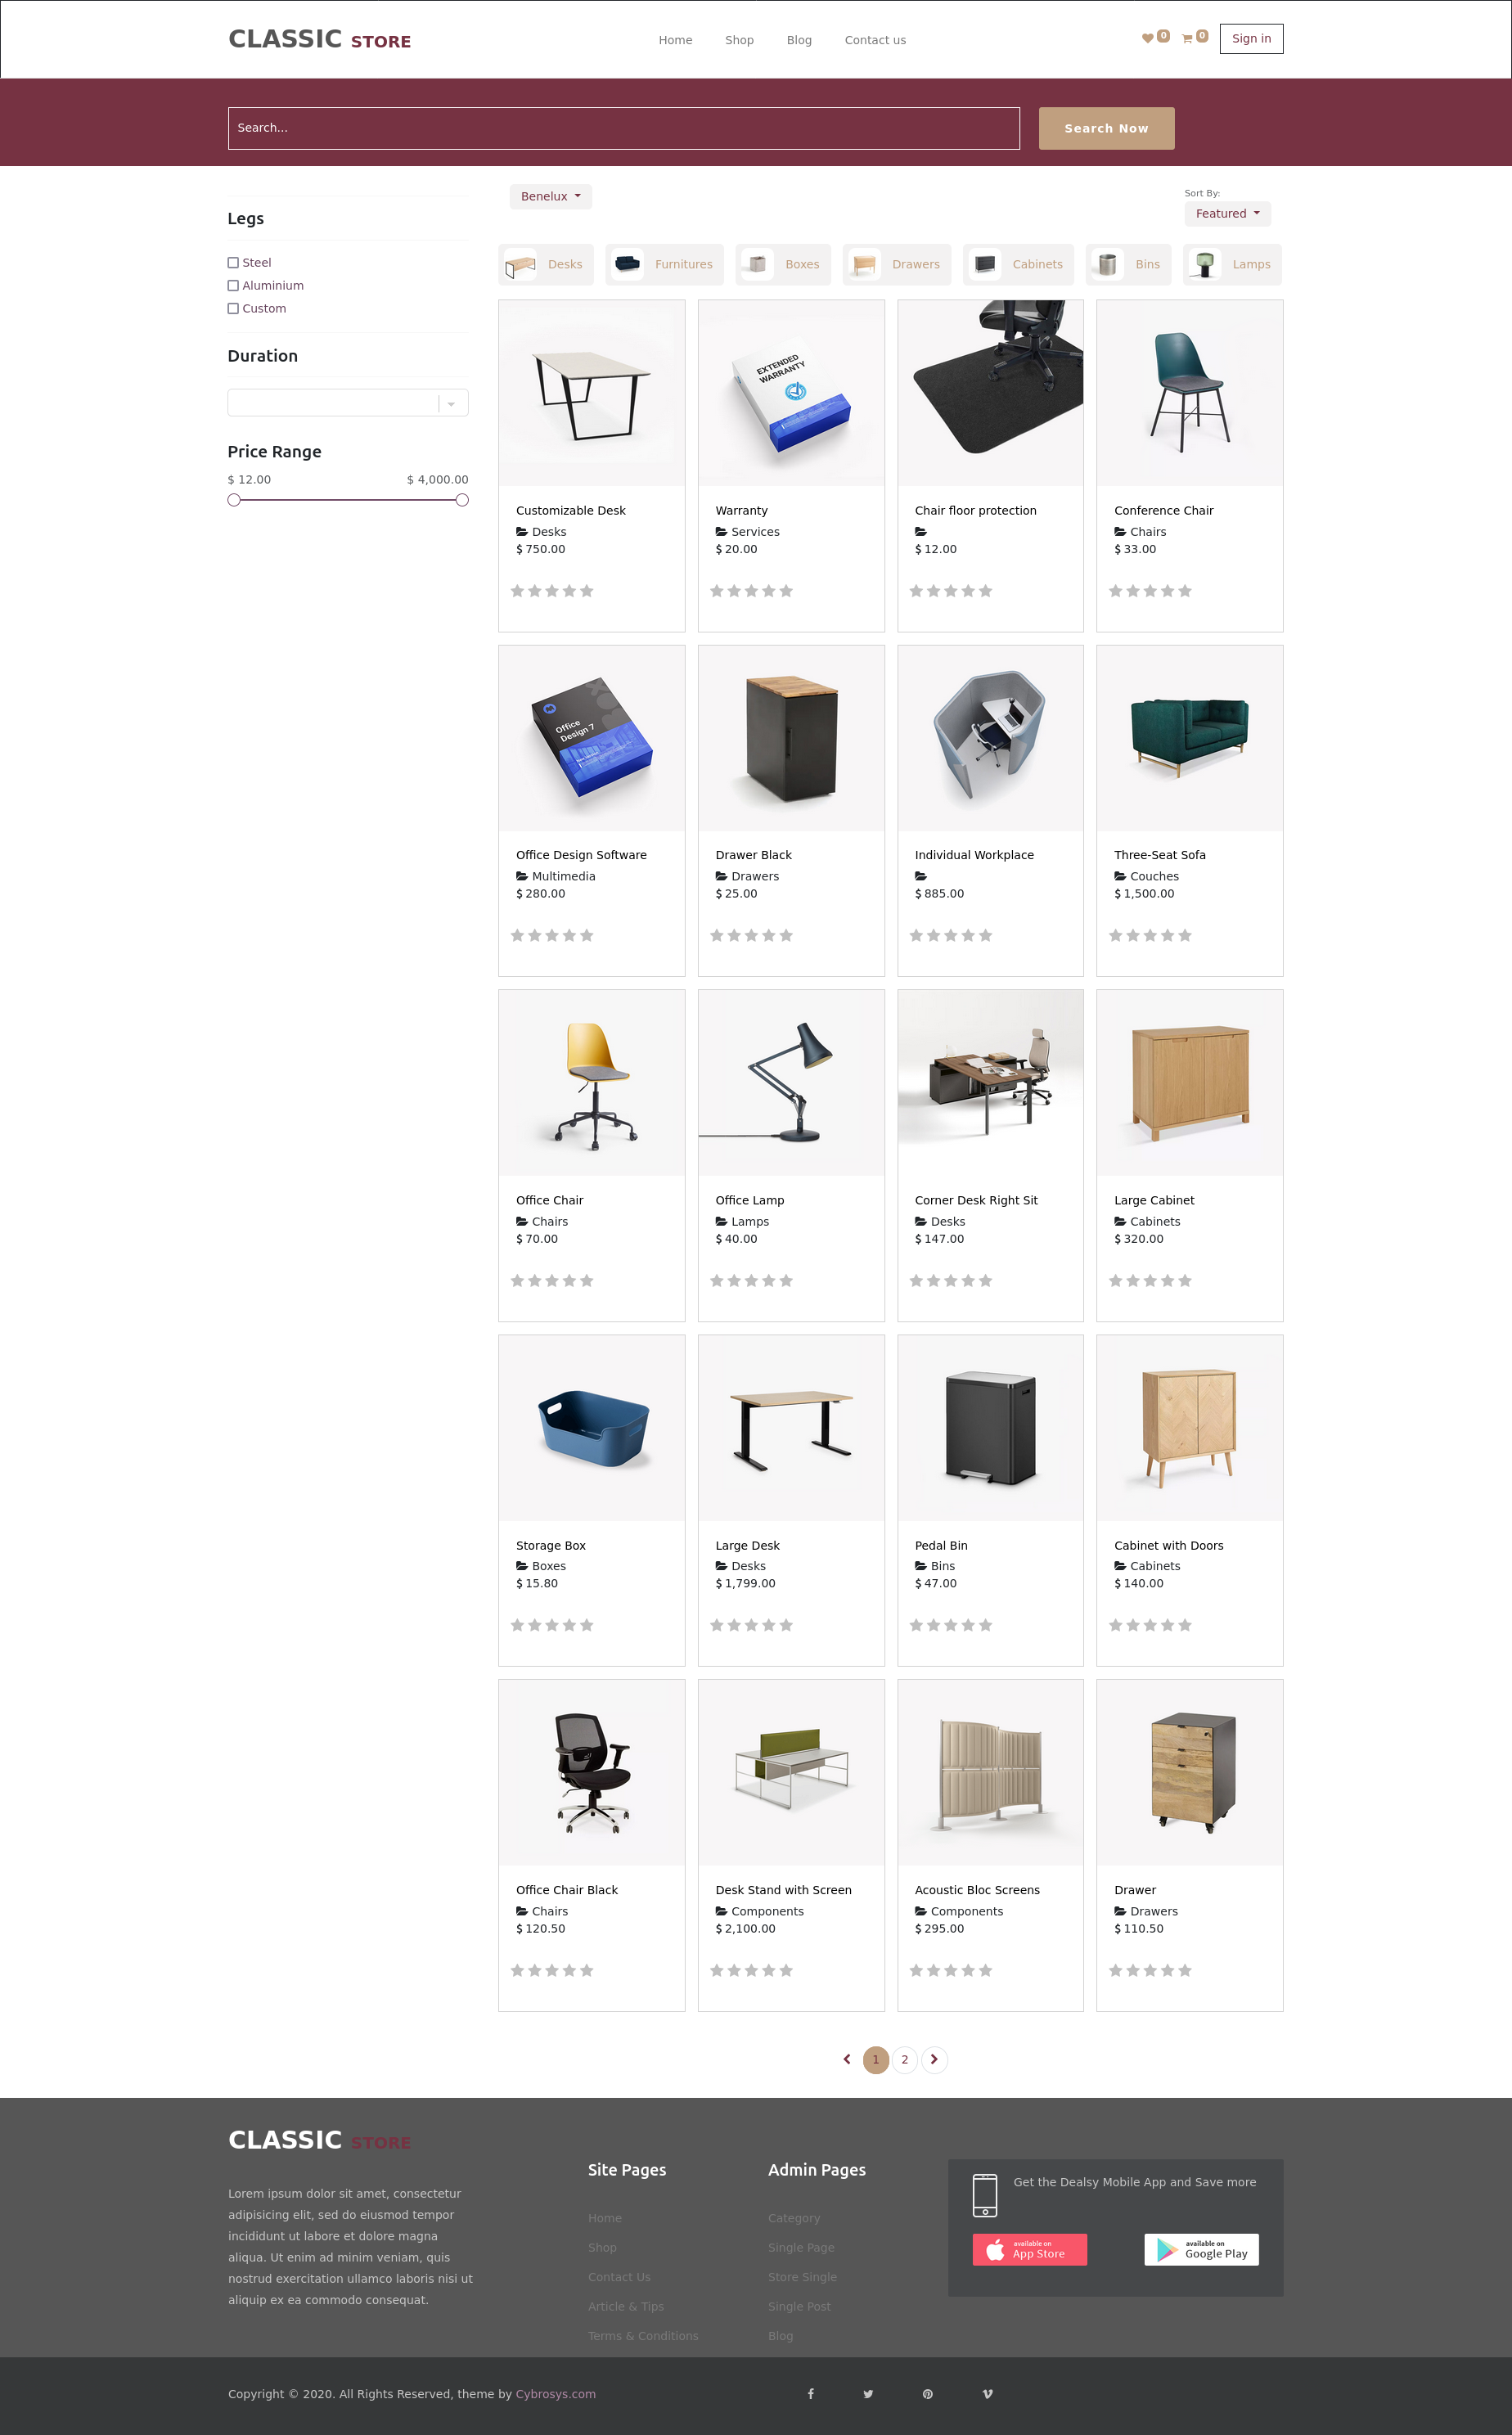 CLASSIC STORE
Home Shop Blog Contact us
0 0 Sign in
Search...
Search Now
Benelux
Sort By:
Featured
Legs
Steel
Aluminium
Custom
Duration
Price Range
$ 12.00 $ 4,000.00
Desks Furnitures Boxes Drawers Cabinets Bins Lamps
EXTENDED
WARRANTY
Customizable Desk
Desks
$ 750.00
Warranty
Services
$ 20.00
Chair floor protection
$ 12.00
Conference Chair
Chairs
$ 33.00
Office
Design 7
Office Design Software
Multimedia
$ 280.00
Drawer Black
Drawers
$ 25.00
Individual Workplace
$ 885.00
Three-Seat Sofa
Couches
$ 1,500.00
Office Chair
Chairs
$ 70.00
Office Lamp
Lamps
$ 40.00
Corner Desk Right Sit
Desks
$ 147.00
Large Cabinet
Cabinets
$ 320.00
Storage Box
Boxes
$ 15.80
Large Desk
Desks
$ 1,799.00
Pedal Bin
Bins
$ 47.00
Cabinet with Doors
Cabinets
$ 140.00
Office Chair Black
Chairs
$ 120.50
Desk Stand with Screen
Components
$ 2,100.00
Acoustic Bloc Screens
Components
$ 295.00
Drawer
Drawers
$ 110.50
1 2
CLASSIC STORE
Lorem ipsum dolor sit amet, consectetur
adipisicing elit, sed do eiusmod tempor
incididunt ut labore et dolore magna
aliqua. Ut enim ad minim veniam, quis
nostrud exercitation ullamco laboris nisi ut
aliquip ex ea commodo consequat.
Site Pages
Home
Shop
Contact Us
Article & Tips
Terms & Conditions
Admin Pages
Category
Single Page
Store Single
Single Post
Blog
Get the Dealsy Mobile App and Save more
available on
App Store
available on
Google Play
Copyright © 2020. All Rights Reserved, theme by Cybrosys.com